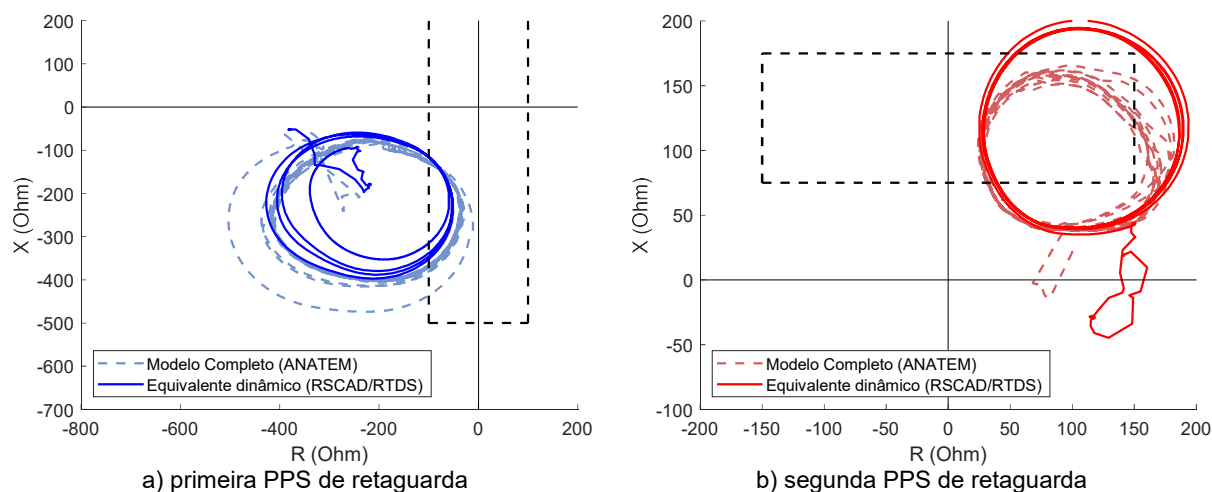 200
100
0
-100
-200
-300
-400
-500
-600
-700
X (Ohm)
Modelo Completo (ANATEM)
Equivalente dinâmico (RSCAD/RTDS)
-800 -600 -400 -200 0 200
R (Ohm)
a) primeira PPS de retaguarda
200
150
100
50
0
-50
-100
X (Ohm)
Modelo Completo (ANATEM)
Equivalente dinâmico (RSCAD/RTDS)
-200 -150 -100 -50 0 50 100 150 200
R (Ohm)
b) segunda PPS de retaguarda